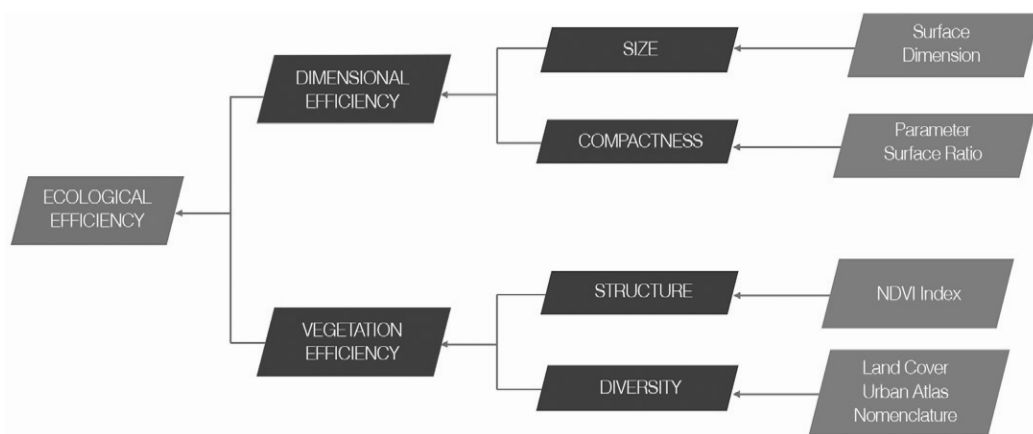 ECOLOGICAL
EFFICIENCY
DIMENSIONAL
EFFICIENCY
VEGETATION
EFFICIENCY
SIZE
COMPACTNESS
STRUCTURE
DIVERSITY
Surface
Dimension
Parameter
Surface Ratio
NDVI Index
Land Cover
Urban Atlas
Nomenclature